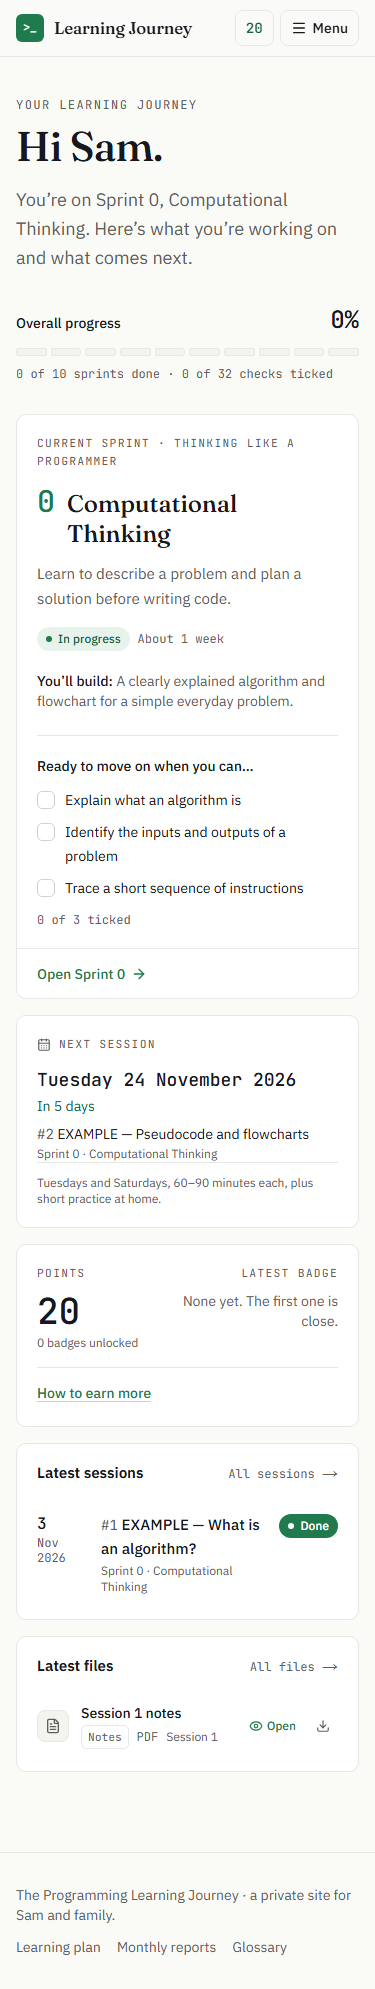 >_ Learning Journey 20 Menu
YOUR LEARNING JOURNEY
Hi Sam.
You’re on Sprint 0, Computational
Thinking. Here’s what you’re working on
and what comes next.
Overall progress 0%
0 of 10 sprints done · 0 of 32 checks ticked
CURRENT SPRINT · THINKING LIKE A
PROGRAMMER
0 Computational
Thinking
Learn to describe a problem and plan a
solution before writing code.
In progress About 1 week
You’ll build: A clearly explained algorithm and
flowchart for a simple everyday problem.
Ready to move on when you can…
Explain what an algorithm is
Identify the inputs and outputs of a
problem
Trace a short sequence of instructions
0 of 3 ticked
Open Sprint 0 →
NEXT SESSION
Tuesday 24 November 2026
In 5 days
#2 EXAMPLE — Pseudocode and flowcharts
Sprint 0 · Computational Thinking
Tuesdays and Saturdays, 60–90 minutes each, plus
short practice at home.
POINTS LATEST BADGE
20 None yet. The first one is
close.
0 badges unlocked
How to earn more
Latest sessions All sessions →
3 #1 EXAMPLE — What is Done
Nov an algorithm?
2026 Sprint 0 · Computational
Thinking
Latest files All files →
Session 1 notes Open
Notes PDF Session 1
The Programming Learning Journey · a private site for
Sam and family.
Learning plan Monthly reports Glossary